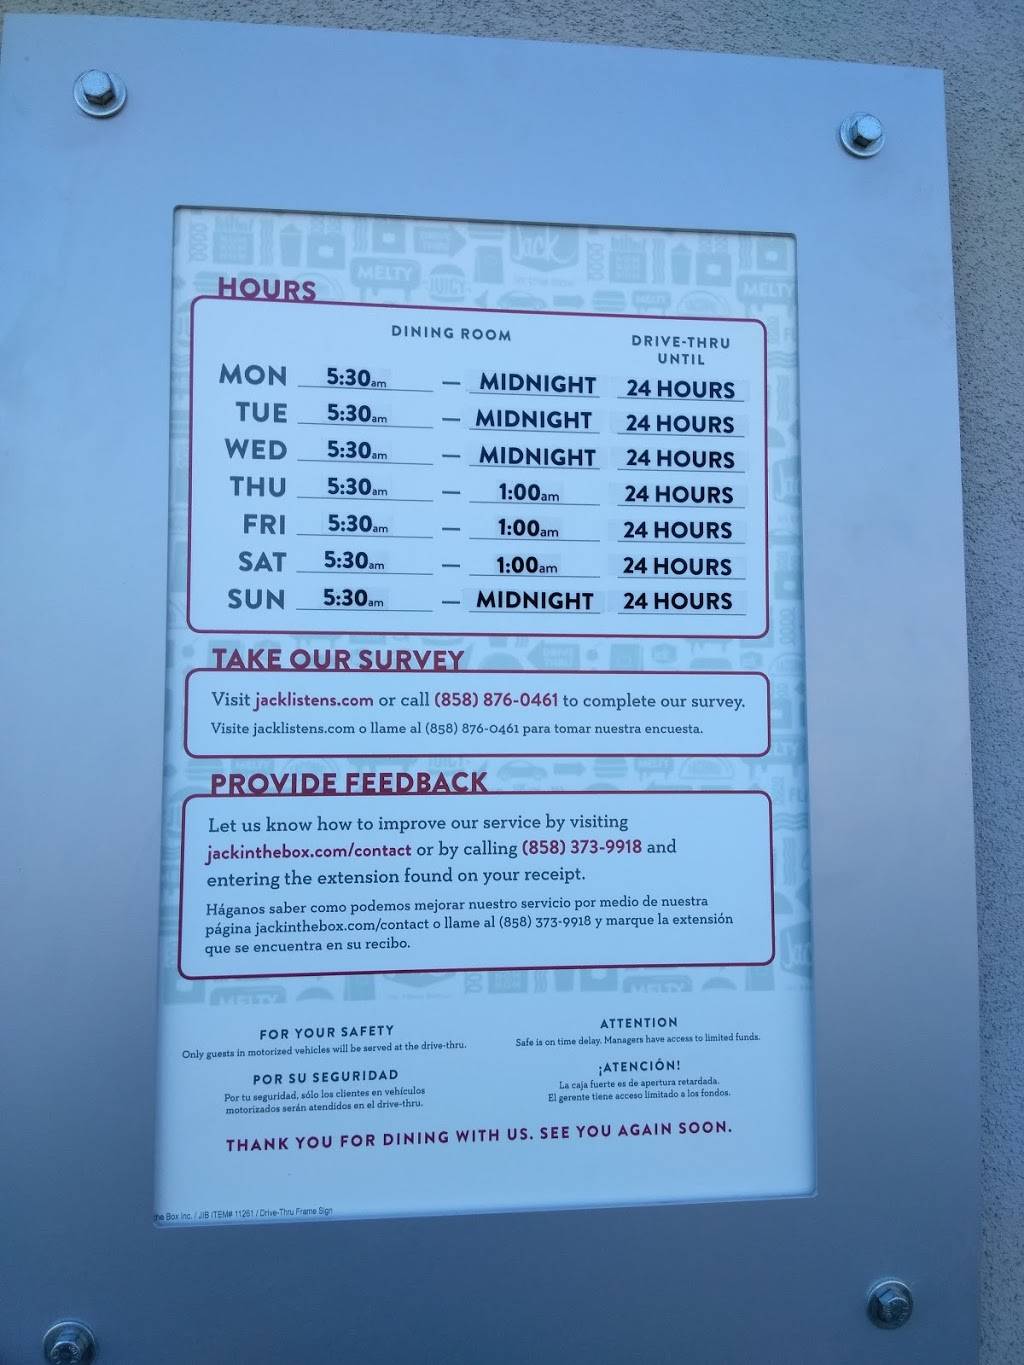 HOURS
DINING ROOM
DRIVE-THRU
UNTIL
MON 5:30am — MIDNIGHT 24 HOURS
TUE 5:30am — MIDNIGHT 24 HOURS
WED 5:30am — MIDNIGHT 24 HOURS
THU 5:30am — 1:00am 24 HOURS
FRI 5:30am — 1:00am 24 HOURS
SAT 5:30am — 1:00am 24 HOURS
SUN 5:30am — MIDNIGHT 24 HOURS
TAKE OUR SURVEY
Visit jacklistens.com or call (858) 876-0461 to complete our survey.
Visite jacklistens.com o llame al (858) 876-0461 para tomar nuestra encuesta.
PROVIDE FEEDBACK
Let us know how to improve our service by visiting
jackinthebox.com/contact or by calling (858) 373-9918 and
entering the extension found on your receipt.
Háganos saber como podemos mejorar nuestro servicio por medio de nuestra
página jackinthebox.com/contact o llame al (858) 373-9918 y marque la extensión
que se encuentra en su recibo.
FOR YOUR SAFETY
Only guests in motorized vehicles will be served at the drive-thru.
POR SU SEGURIDAD
Por tu seguridad, sólo los clientes en vehículos
motorizados serán atendidos en el drive-thru.
ATTENTION
Safe is on time delay. Managers have access to limited funds.
¡ATENCIÓN!
La caja fuerte es de apertura retardada.
El gerente tiene acceso limitado a los fondos.
THANK YOU FOR DINING WITH US. SEE YOU AGAIN SOON.
the Box Inc. / JIB ITEM# 11261 / Drive-Thru Frame Sign